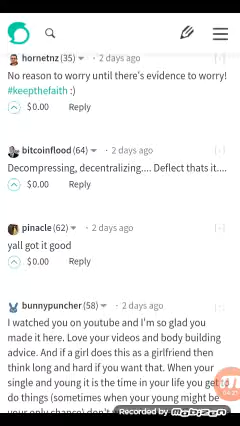 hornetnz (35) · 2 days ago [-]
No reason to worry until there's evidence to worry!
#keepthefaith :)
$0.00 Reply
bitcoinflood (64) · 2 days ago [-]
Decompressing, decentralizing.... Deflect thats it....
$0.00 Reply
pinacle (62) · 2 days ago [-]
yall got it good
$0.00 Reply
bunnypuncher (58) · 2 days ago [-]
I watched you on youtube and I'm so glad you
made it here. Love your videos and body building
advice. And if a girl does this as a girlfriend then
think long and hard if you want that. When your
single and young it is the time in your life you get to
do things (sometimes when your young might be
your only chance) don't
Recorded by MOBIZEN